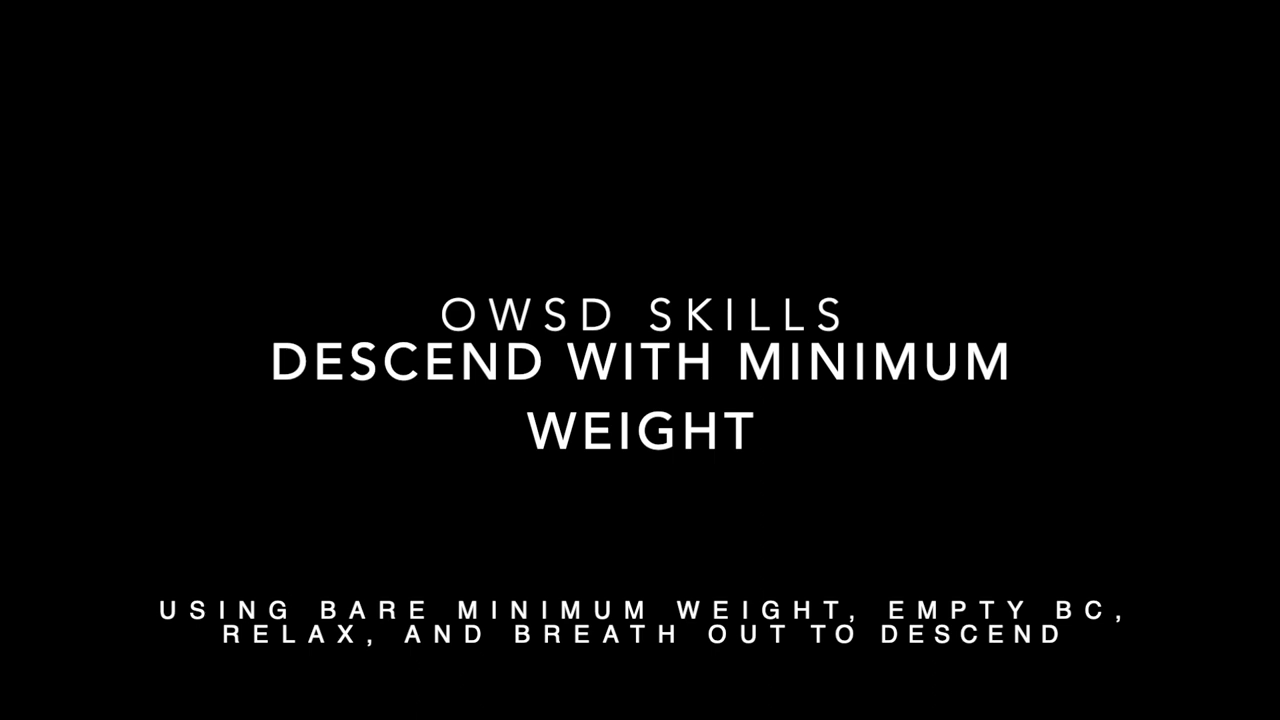 OWSD SKILLS
DESCEND WITH MINIMUM
WEIGHT
USING BARE MINIMUM WEIGHT, EMPTY BC,
RELAX, AND BREATH OUT TO DESCEND